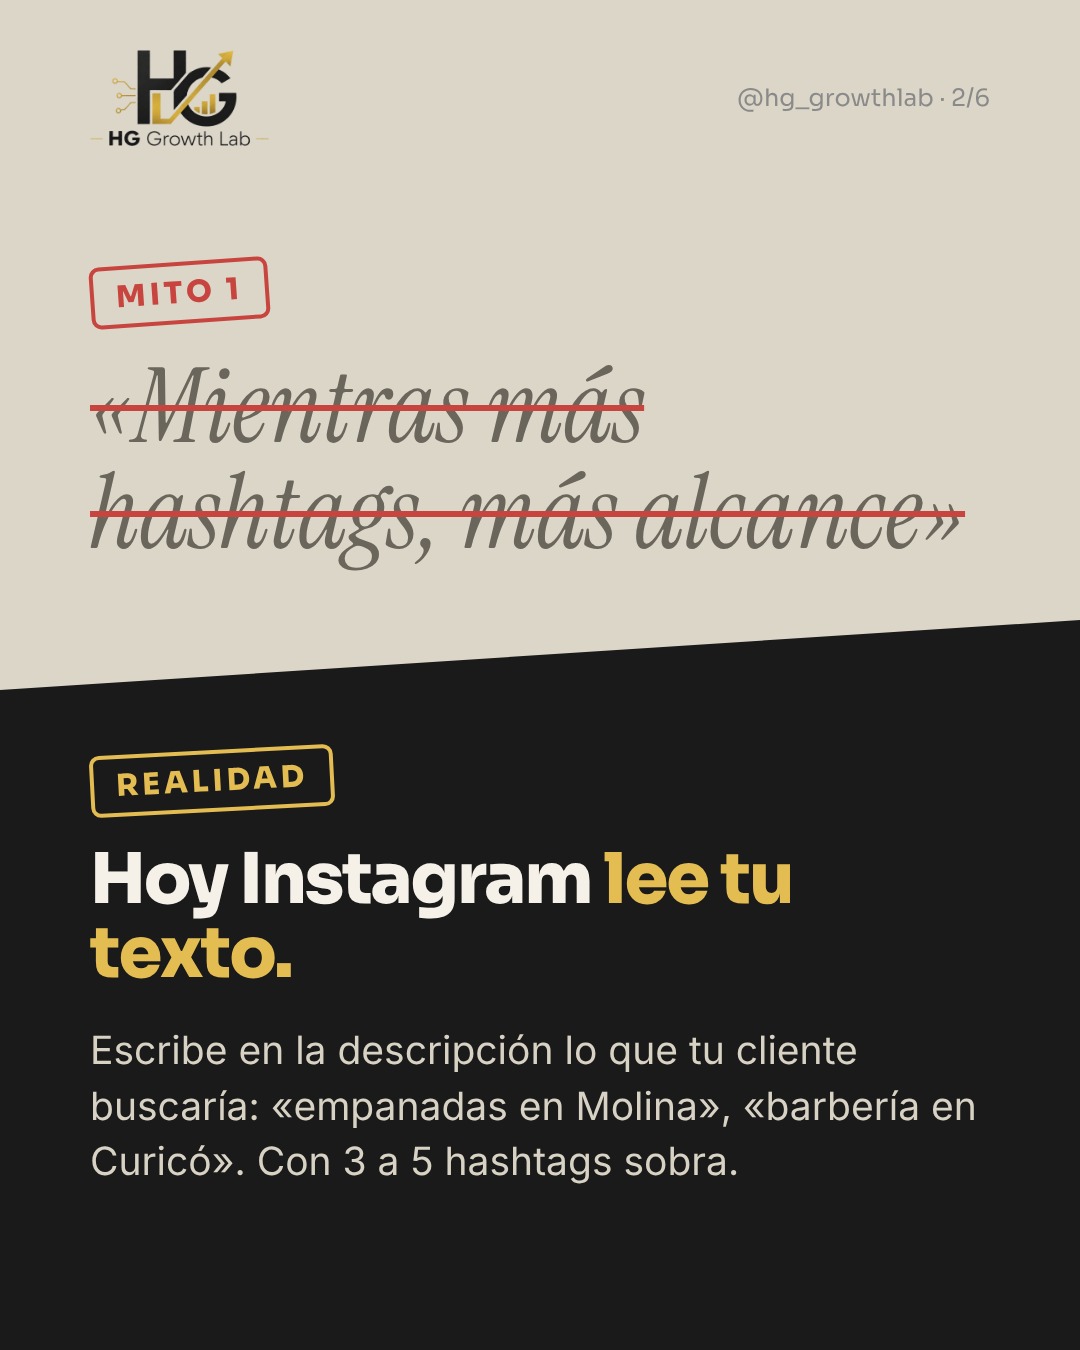 HG
HG Growth Lab
@hg_growthlab · 2/6
MITO 1
«Mientras más
hashtags, más alcance»
REALIDAD
Hoy Instagram lee tu
texto.
Escribe en la descripción lo que tu cliente
buscaría: «empanadas en Molina», «barbería en
Curicó». Con 3 a 5 hashtags sobra.